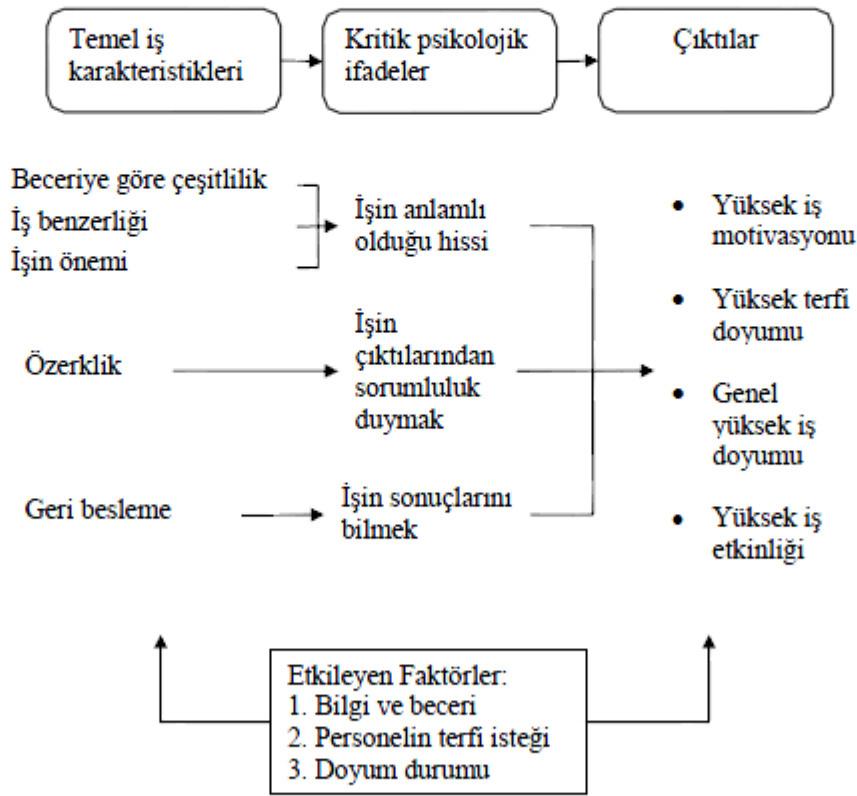 Temel iş
karakteristikleri
Kritik psikolojik
ifadeler
Çıktılar
Beceriye göre çeşitlilik
İş benzerliği
İşin önemi
İşin anlamlı
olduğu hissi
Özerklik
İşin
çıktılarından
sorumluluk
duymak
Geri besleme
İşin sonuçlarını
bilmek
• Yüksek iş
motivasyonu
• Yüksek terfi
doyumu
• Genel
yüksek iş
doyumu
• Yüksek iş
etkinliği
Etkileyen Faktörler:
1. Bilgi ve beceri
2. Personelin terfi isteği
3. Doyum durumu